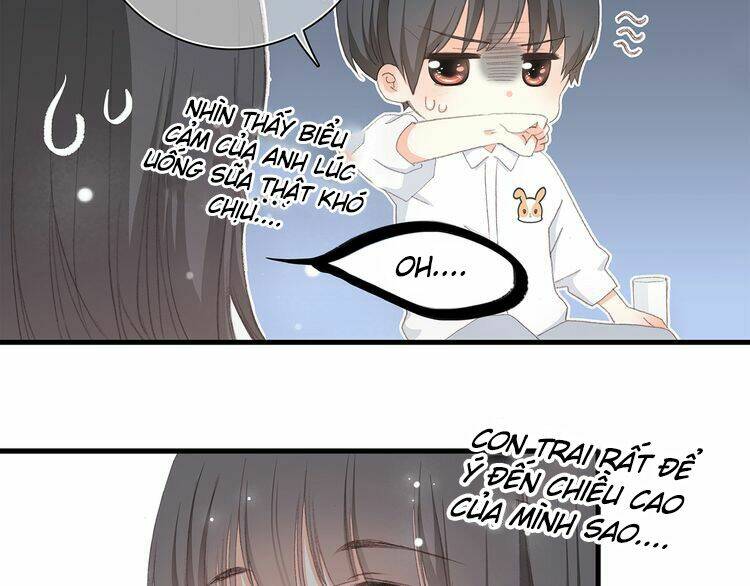 NHÌN THẤY BIỂU
CẢM CỦA ANH LÚC
UỐNG SỮA THẬT KHÓ
CHỊU....
OH....
CON TRAI RẤT ĐỂ
Ý ĐẾN CHIỀU CAO
CỦA MÌNH SAO....